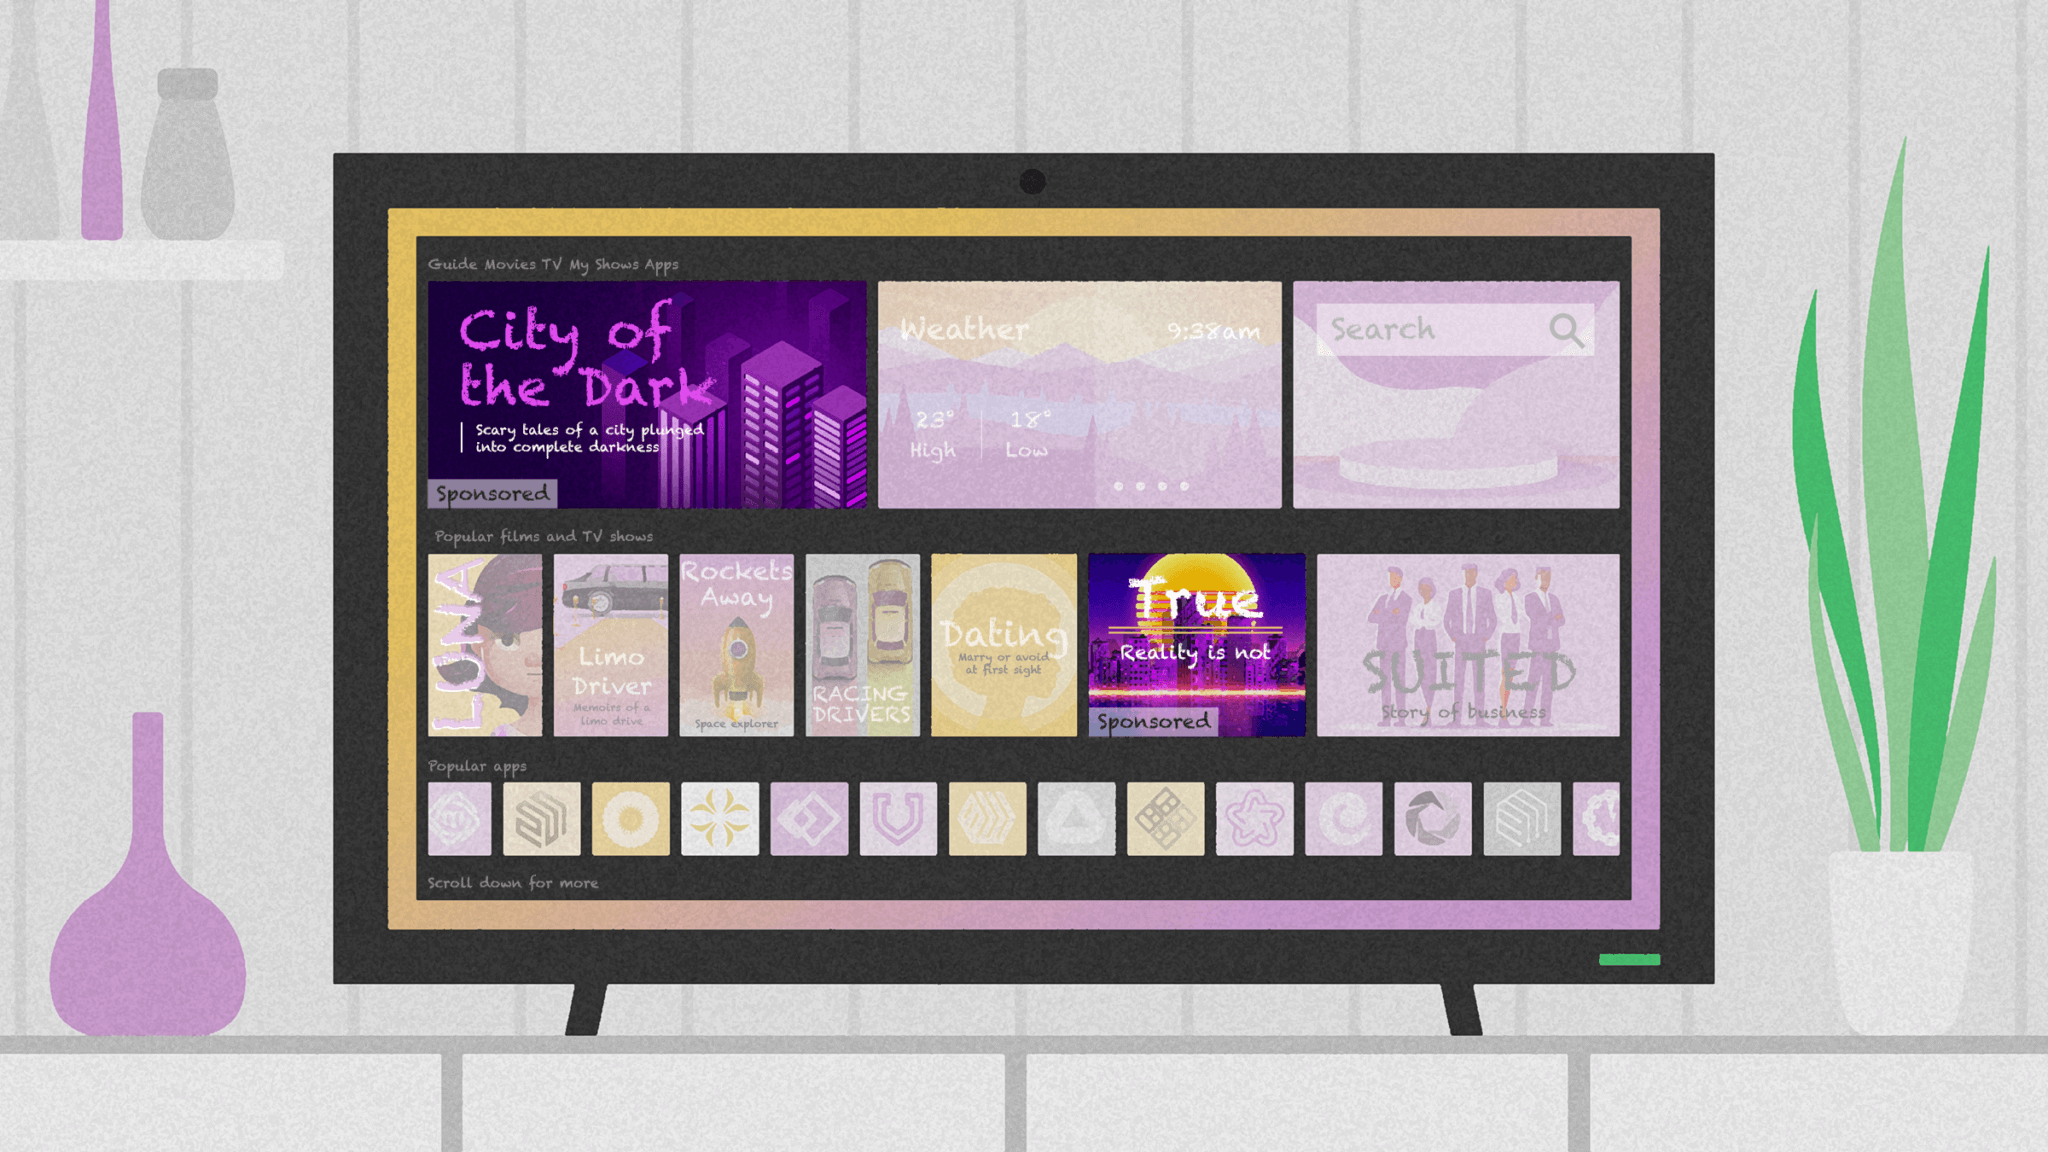 Guide Movies TV My Shows Apps
City of
the Dark
Scary tales of a city plunged
into complete darkness
Sponsored
Weather
9:38am
23° 18°
High Low
Search
Popular films and TV shows
LUNA
Limo
Driver
Memoirs of a
limo drive
Rockets
Away
Space explorer
RACING
DRIVERS
Dating
Marry or avoid
at first sight
True
Reality is not
Sponsored
SUITED
Story of business
Popular apps
Scroll down for more